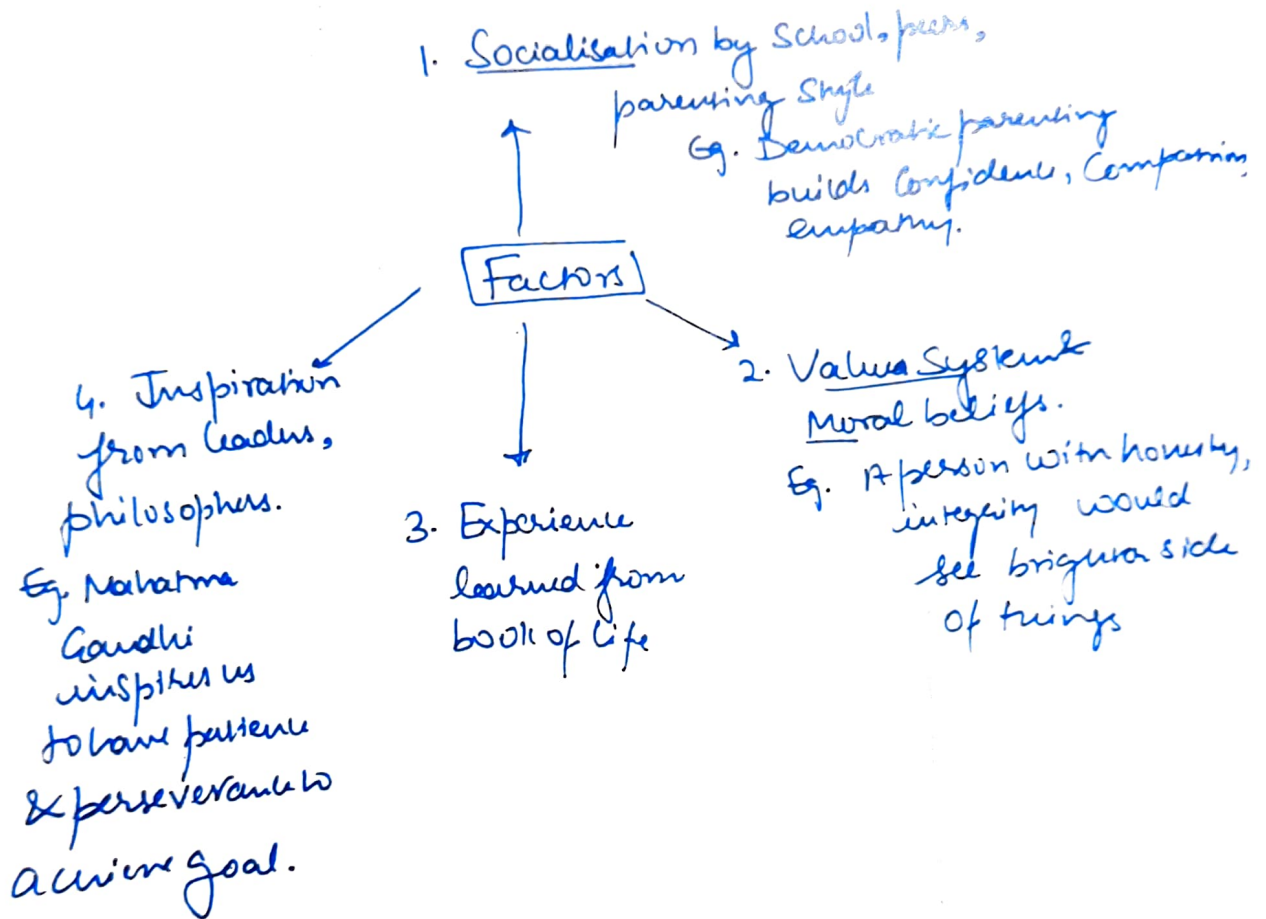 1. Socialisation by School, peers,
parenting Style
Eg. Democratic parenting
builds Confidence, Compassion,
empathy.
Factors
2. Value System &
Moral beliefs.
Eg. A person with honesty,
integrity would
see brighter side
of things
3. Experience
learned from
book of life
4. Inspiration
from leaders,
philosophers.
Eg. Mahatma
Gandhi
inspires us
to have patience
& perseverance to
achieve goal.